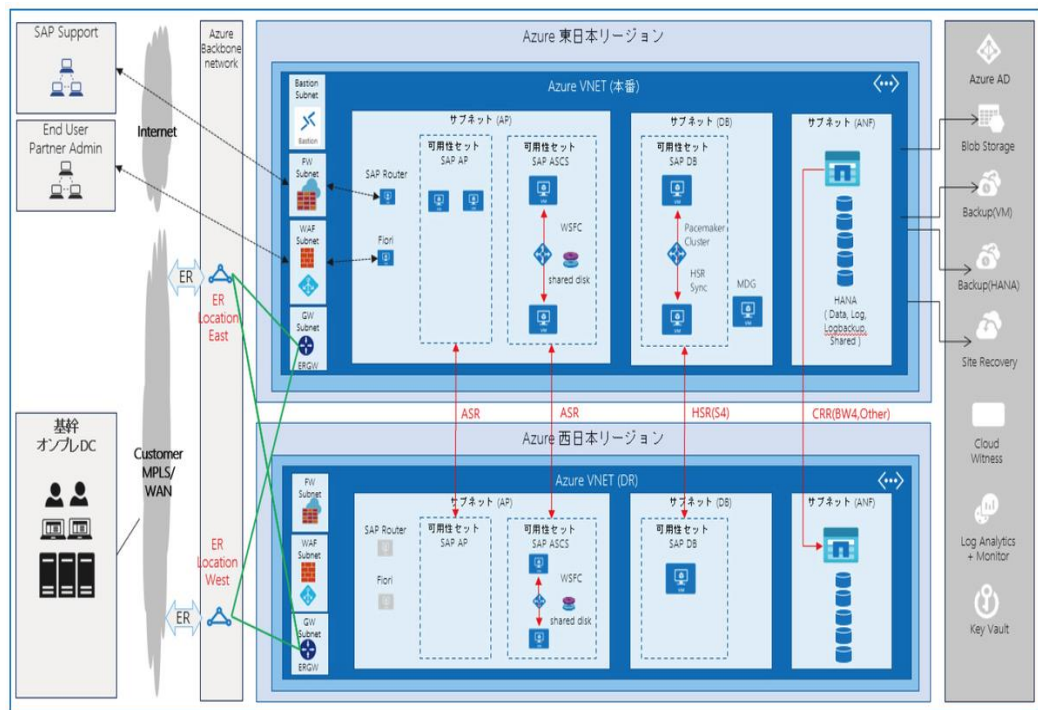 SAP Support
End User
Partner Admin
Internet
Azure
Backbone
network
ER
ER
Location
East
基幹
オンプレDC
Customer
MPLS/
WAN
ER
Location
West
ER
Azure 東日本リージョン
Azure VNET (本番)
Bastion
Subnet
Bastion
FW
Subnet
WAF
Subnet
GW
Subnet
ERGW
サブネット (AP)
SAP Router
Fiori
可用性セット
SAP AP
VM
VM
可用性セット
SAP ASCS
VM
WSFC
shared disk
VM
サブネット (DB)
可用性セット
SAP DB
VM
Pacemaker
Cluster
HSR
Sync
VM
MDG
VM
サブネット (ANF)
HANA
( Data, Log,
Logbackup,
Shared )
ASR
ASR
HSR(S4)
CRR(BW4,Other)
Azure 西日本リージョン
Azure VNET (DR)
FW
Subnet
WAF
Subnet
GW
Subnet
ERGW
サブネット (AP)
SAP Router
Fiori
可用性セット
SAP AP
可用性セット
SAP ASCS
WSFC
shared disk
サブネット (DB)
可用性セット
SAP DB
VM
サブネット (ANF)
Azure AD
Blob Storage
Backup(VM)
Backup(HANA)
Site Recovery
Cloud
Witness
Log Analytics
+ Monitor
Key Vault